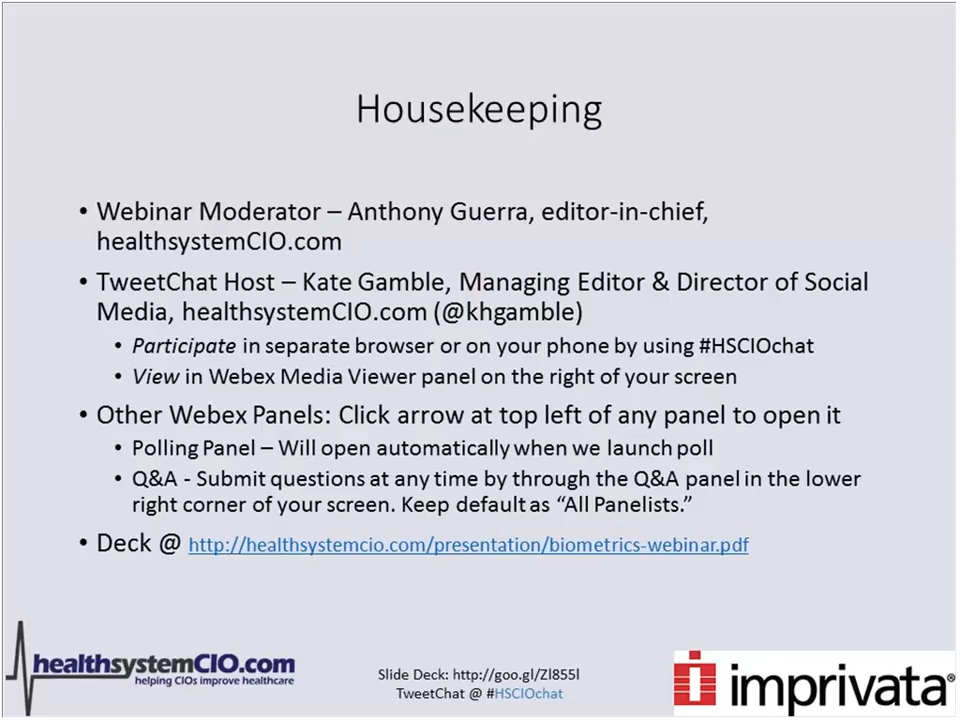 Housekeeping
• Webinar Moderator – Anthony Guerra, editor-in-chief,
healthsystemCIO.com
• TweetChat Host – Kate Gamble, Managing Editor & Director of Social
Media, healthsystemCIO.com (@khgamble)
• Participate in separate browser or on your phone by using #HSCIOchat
• View in Webex Media Viewer panel on the right of your screen
• Other Webex Panels: Click arrow at top left of any panel to open it
• Polling Panel – Will open automatically when we launch poll
• Q&A - Submit questions at any time by through the Q&A panel in the lower
right corner of your screen. Keep default as “All Panelists.”
• Deck @ http://healthsystemcio.com/presentation/biometrics-webinar.pdf
healthsystemCIO.com
helping CIOs improve healthcare
Slide Deck: http://goo.gl/Zl855l
TweetChat @ #HSCIOchat
imprivata®